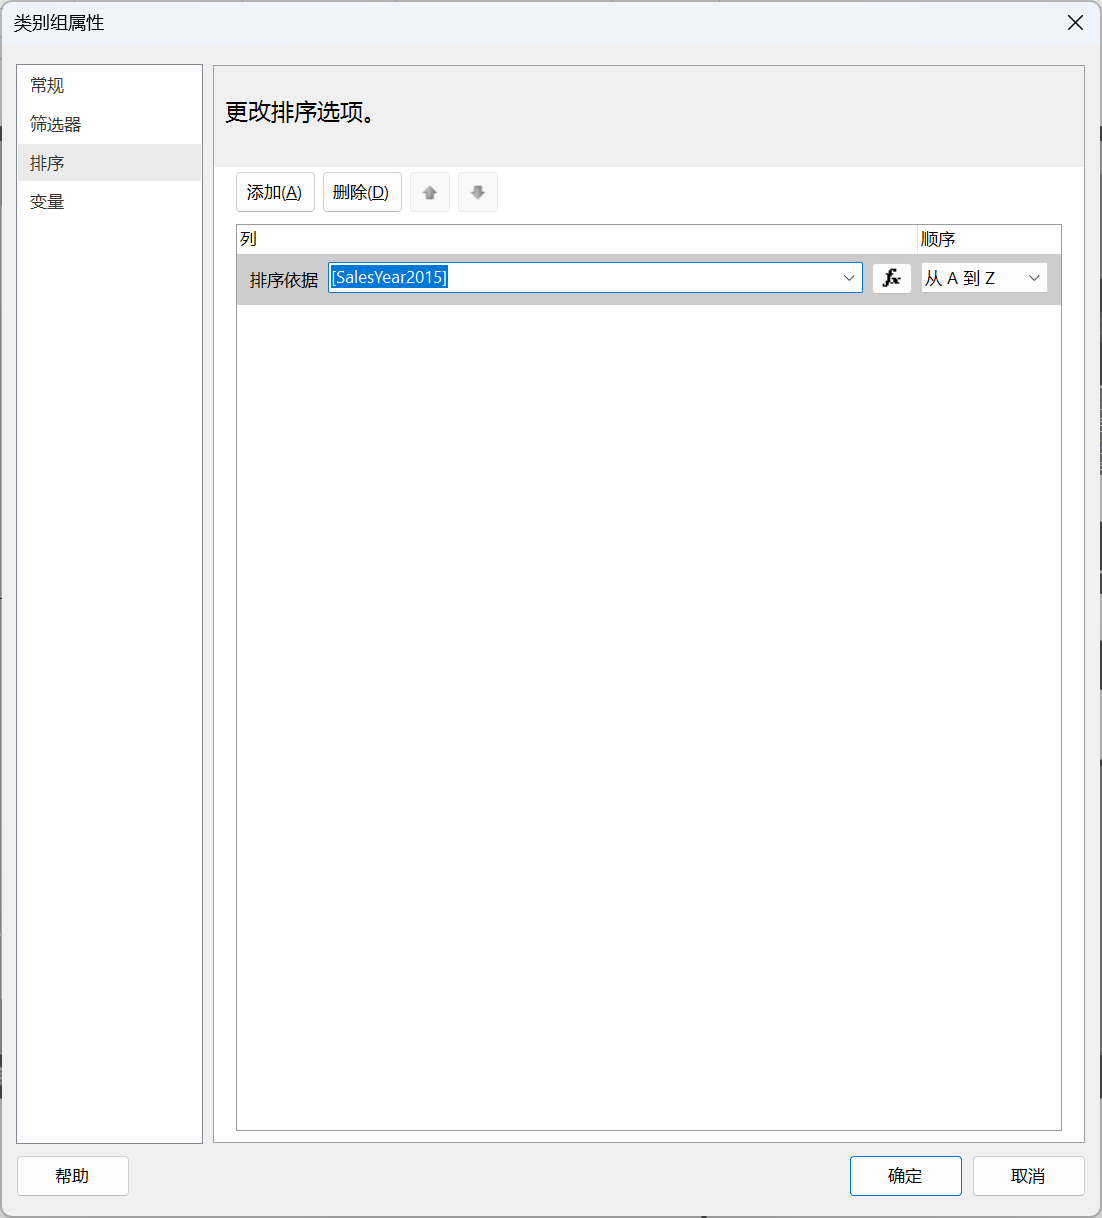 类别组属性
常规
筛选器
排序
变量
更改排序选项。
添加(A) 删除(D)
列 顺序
排序依据 [SalesYear2015] fx 从 A 到 Z
帮助 确定 取消